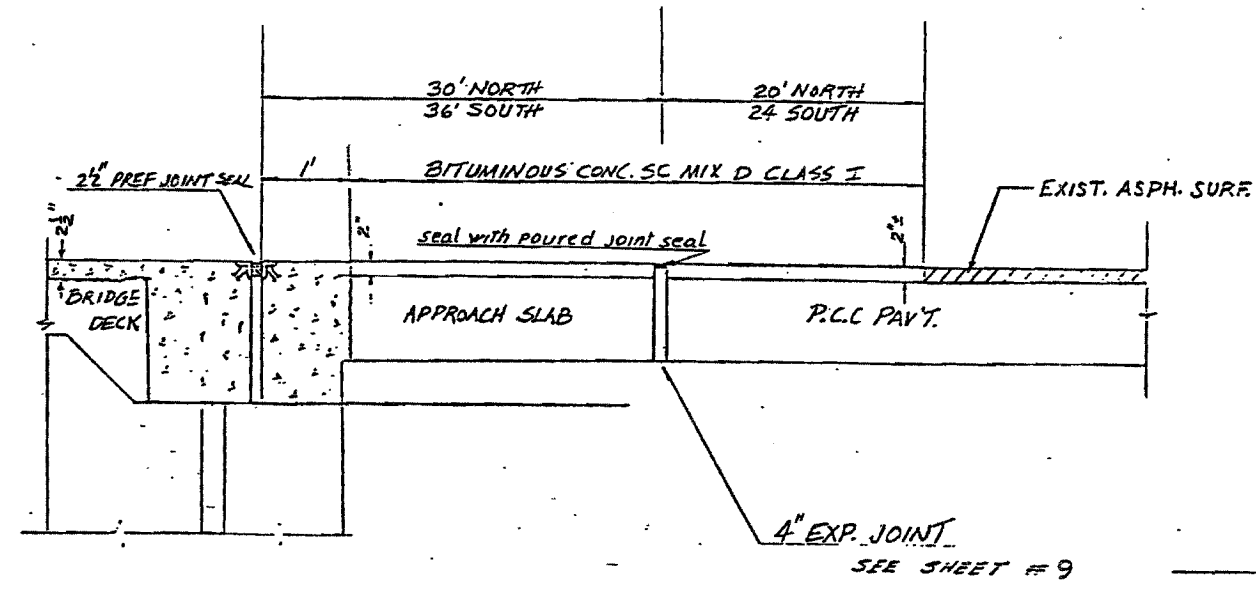 30' NORTH
36' SOUTH
20' NORTH
24 SOUTH
1'
BITUMINOUS CONC. SC MIX D CLASS I
2½" PREF JOINT SEAL
EXIST. ASPH. SURF.
2½"
2"
seal with poured joint seal
2"±
BRIDGE
DECK
APPROACH SLAB
P.C.C PAV'T.
4" EXP. JOINT
SEE SHEET #9